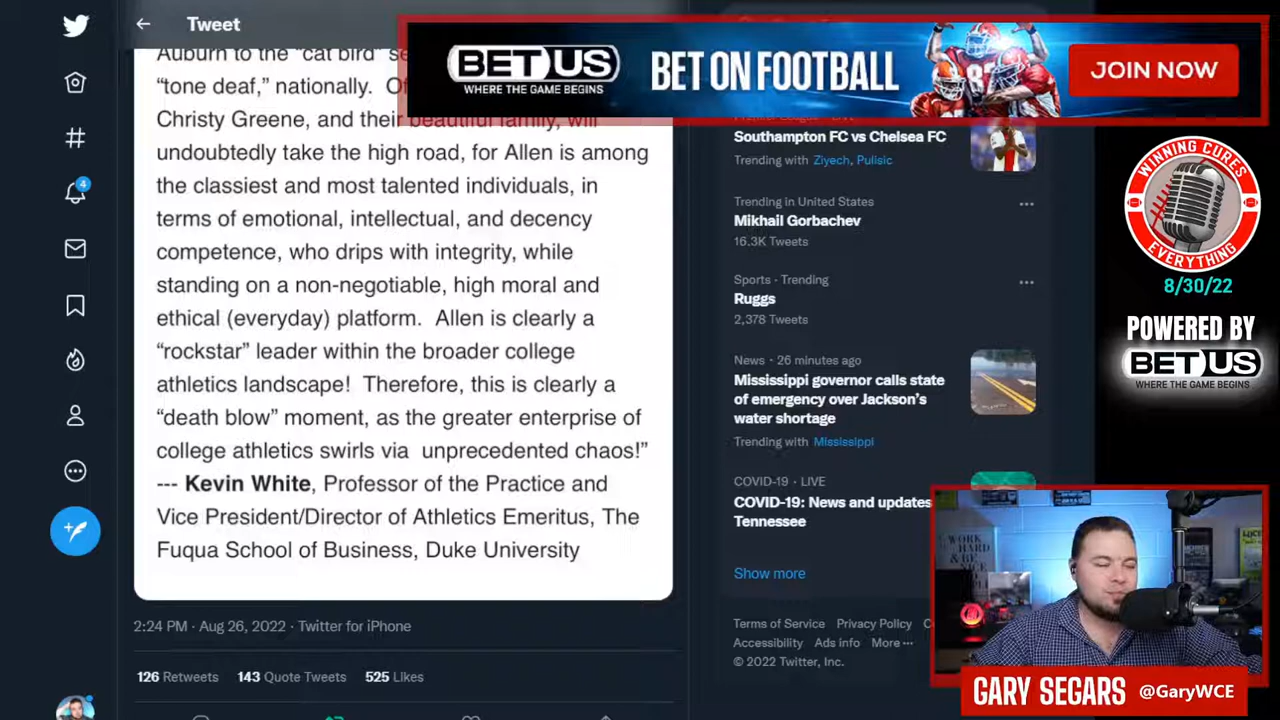 Tweet
Auburn to the "cat bird"
"tone deaf," nationally.
Christy Greene, and their beautiful family, will
undoubtedly take the high road, for Allen is among
the classiest and most talented individuals, in
terms of emotional, intellectual, and decency
competence, who drips with integrity, while
standing on a non-negotiable, high moral and
ethical (everyday) platform.  Allen is clearly a
"rockstar" leader within the broader college
athletics landscape!  Therefore, this is clearly a
"death blow" moment, as the greater enterprise of
college athletics swirls via  unprecedented chaos!"
--- Kevin White, Professor of the Practice and
Vice President/Director of Athletics Emeritus, The
Fuqua School of Business, Duke University
2:24 PM · Aug 26, 2022 · Twitter for iPhone
126 Retweets 143 Quote Tweets 525 Likes
4
BETUS
WHERE THE GAME BEGINS
BET ON FOOTBALL
JOIN NOW
Southampton FC vs Chelsea FC
Trending with Ziyech, Pulisic
Trending in United States
Mikhail Gorbachev
16.3K Tweets
Sports · Trending
Ruggs
2,378 Tweets
News · 26 minutes ago
Mississippi governor calls state
of emergency over Jackson's
water shortage
Trending with Mississippi
COVID-19 · LIVE
COVID-19: News and updates
Tennessee
Show more
Terms of Service Privacy Policy
Accessibility Ads info More ···
© 2022 Twitter, Inc.
WINNING CURES
EVERYTHING
8/30/22
POWERED BY
BETUS
WHERE THE GAME BEGINS
WORK
HARD
& BE
GARY SEGARS @GaryWCE